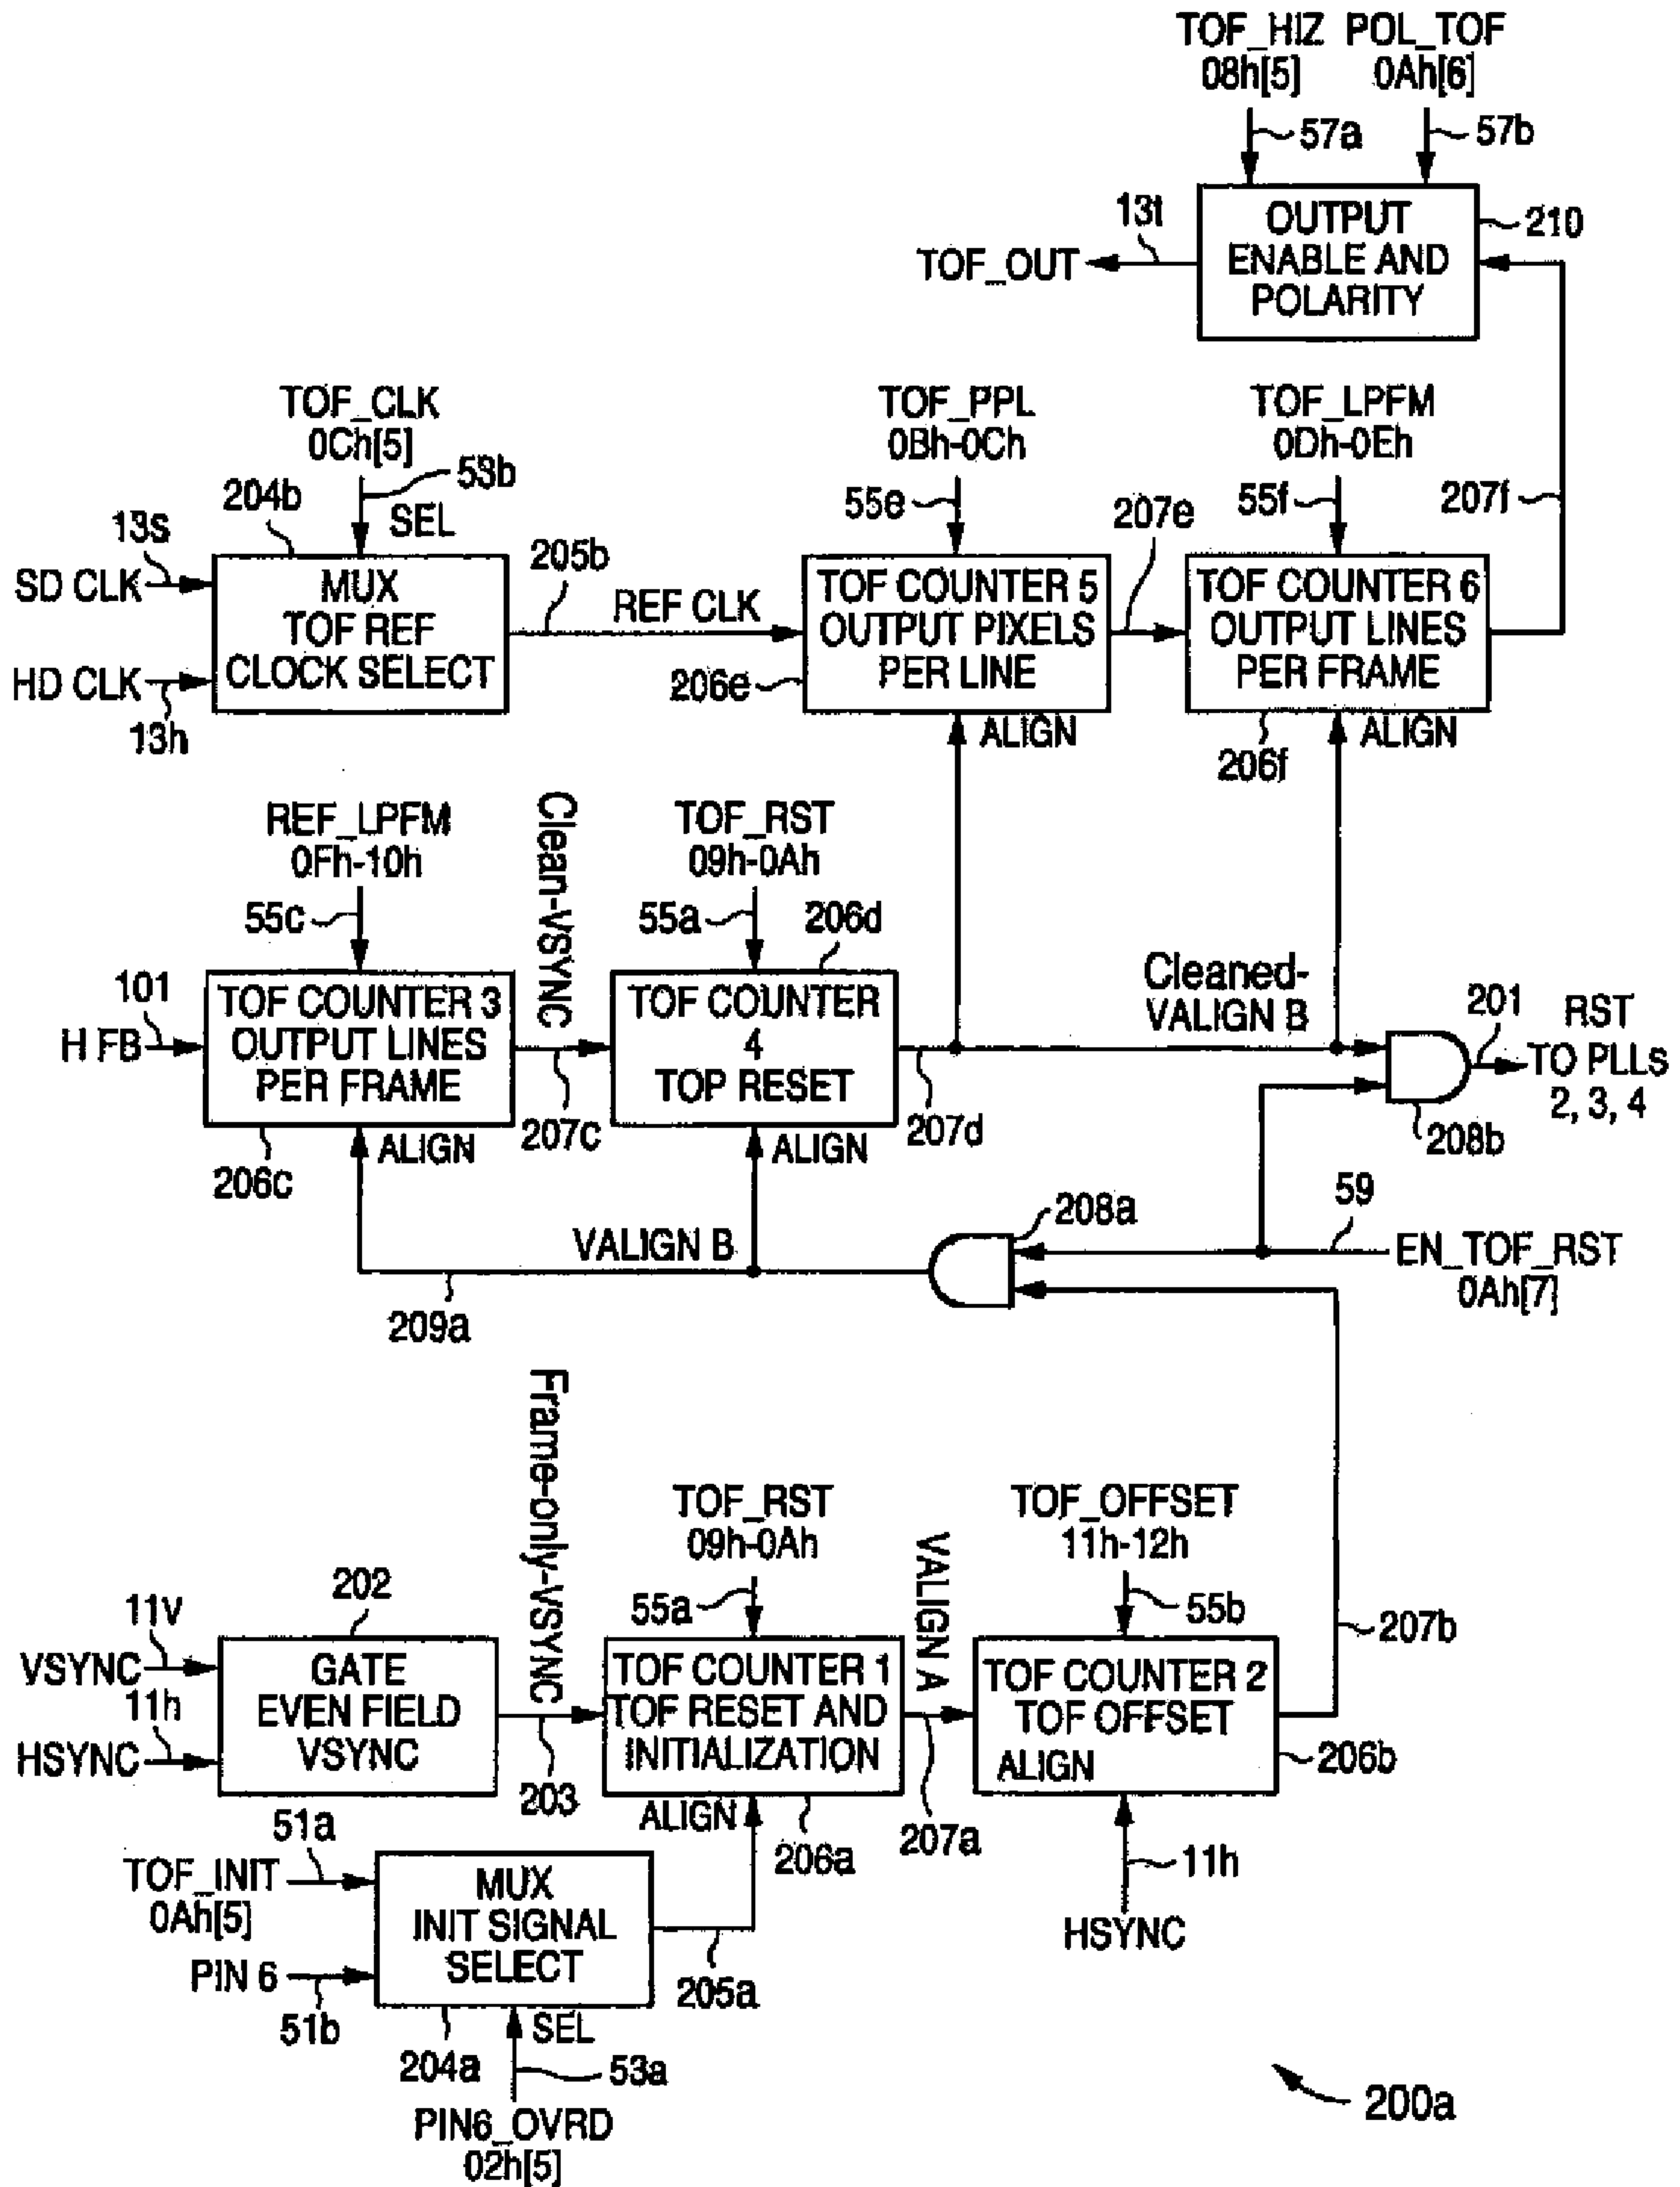 TOF_HIZ
08h[5]
POL_TOF
0Ah[6]
57a
57b
OUTPUT
ENABLE AND
POLARITY
210
13t
TOF_OUT
TOF_CLK
0Ch[5]
53b
SEL
204b
13s
SD CLK
HD CLK
13h
MUX
TOF REF
CLOCK SELECT
205b
REF CLK
TOF_PPL
0Bh-0Ch
55e
TOF COUNTER 5
OUTPUT PIXELS
PER LINE
206e
ALIGN
207e
TOF_LPFM
0Dh-0Eh
55f
TOF COUNTER 6
OUTPUT LINES
PER FRAME
206f
ALIGN
207f
REF_LPFM
0Fh-10h
55c
101
H FB
TOF COUNTER 3
OUTPUT LINES
PER FRAME
206c
ALIGN
Clean-VSYNC
207c
TOF_RST
09h-0Ah
55a
206d
TOF COUNTER
4
TOP RESET
ALIGN
207d
Cleaned-
VALIGN B
201
RST
TO PLLs
2, 3, 4
208b
59
EN_TOF_RST
0Ah[7]
208a
VALIGN B
209a
207b
11v
VSYNC
11h
HSYNC
202
GATE
EVEN FIELD
VSYNC
Frame-only-VSYNC
203
TOF_RST
09h-0Ah
55a
TOF COUNTER 1
TOF RESET AND
INITIALIZATION
ALIGN
206a
VALIGN A
207a
TOF_OFFSET
11h-12h
55b
TOF COUNTER 2
TOF OFFSET
ALIGN
206b
11h
HSYNC
51a
TOF_INIT
0Ah[5]
PIN 6
51b
MUX
INIT SIGNAL
SELECT
205a
204a
SEL
53a
PIN6_OVRD
02h[5]
200a